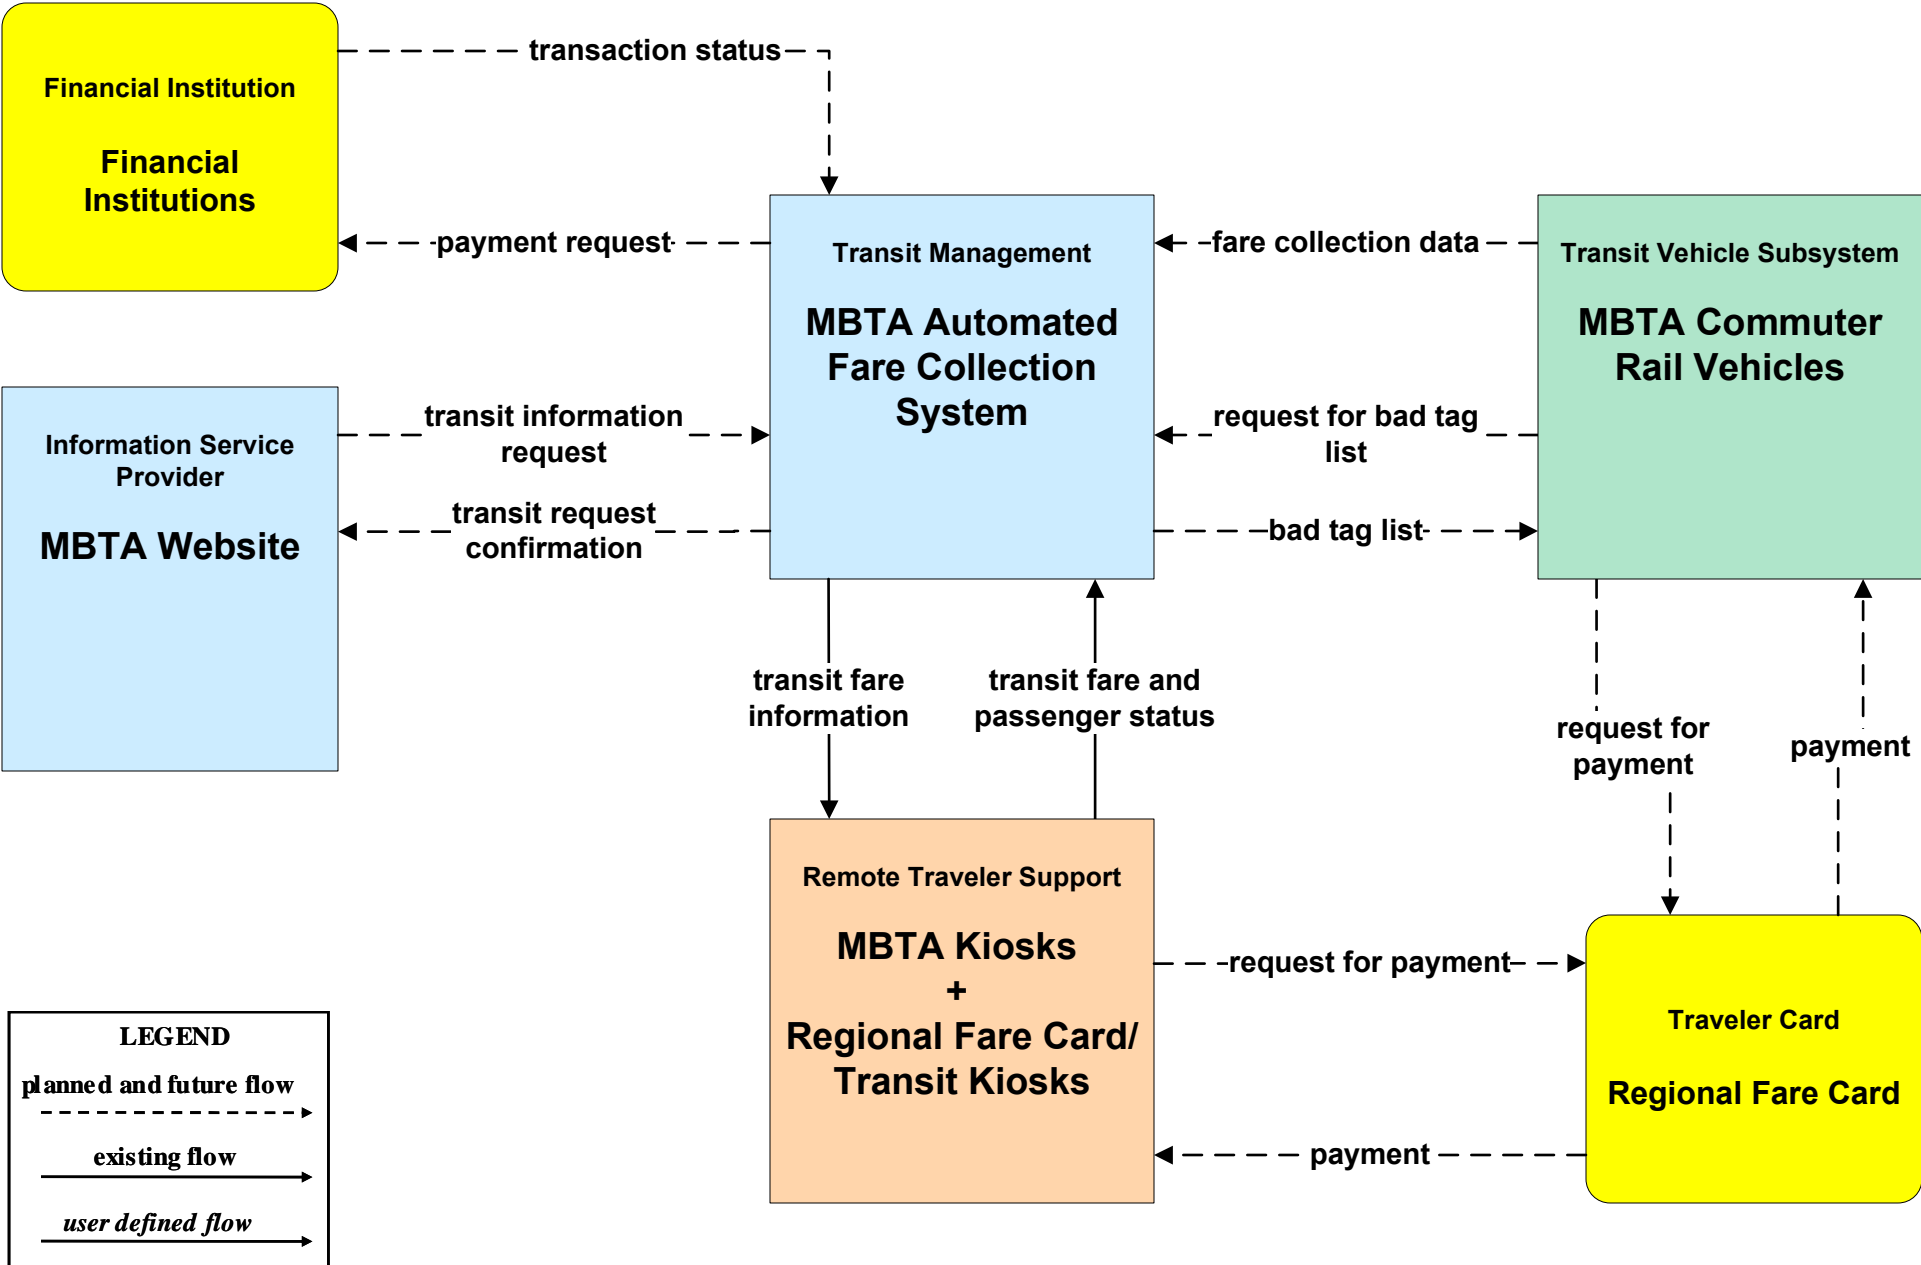 transaction status
Financial Institution
Financial
Institutions
payment request
Transit Management
MBTA Automated
Fare Collection
System
fare collection data
Transit Vehicle Subsystem
MBTA Commuter
Rail Vehicles
Information Service
Provider
MBTA Website
transit information
request
request for bad tag
list
transit request
confirmation
bad tag list
transit fare
information
transit fare and
passenger status
request for
payment
payment
Remote Traveler Support
MBTA Kiosks
+
Regional Fare Card/
Transit Kiosks
request for payment
Traveler Card
Regional Fare Card
payment
LEGEND
planned and future flow
existing flow
user defined flow